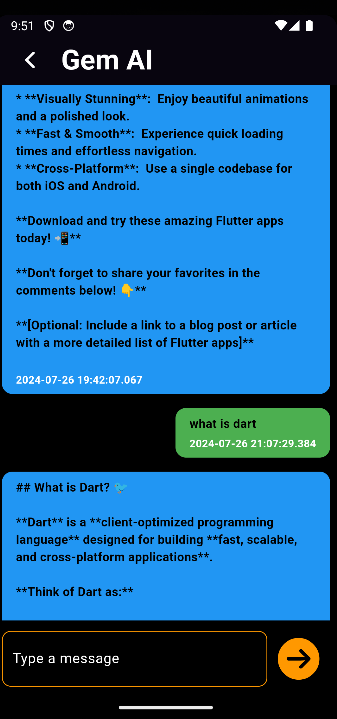 9:51
Gem AI
* **Visually Stunning**: Enjoy beautiful animations
and a polished look.
* **Fast & Smooth**: Experience quick loading
times and effortless navigation.
* **Cross-Platform**: Use a single codebase for
both iOS and Android.
**Download and try these amazing Flutter apps
today! 📲**
**Don't forget to share your favorites in the
comments below! 👇**
**[Optional: Include a link to a blog post or article
with a more detailed list of Flutter apps]**
2024-07-26 19:42:07.067
what is dart
2024-07-26 21:07:29.384
## What is Dart? 🐦
**Dart** is a **client-optimized programming
language** designed for building **fast, scalable,
and cross-platform applications**.
**Think of Dart as:**
Type a message